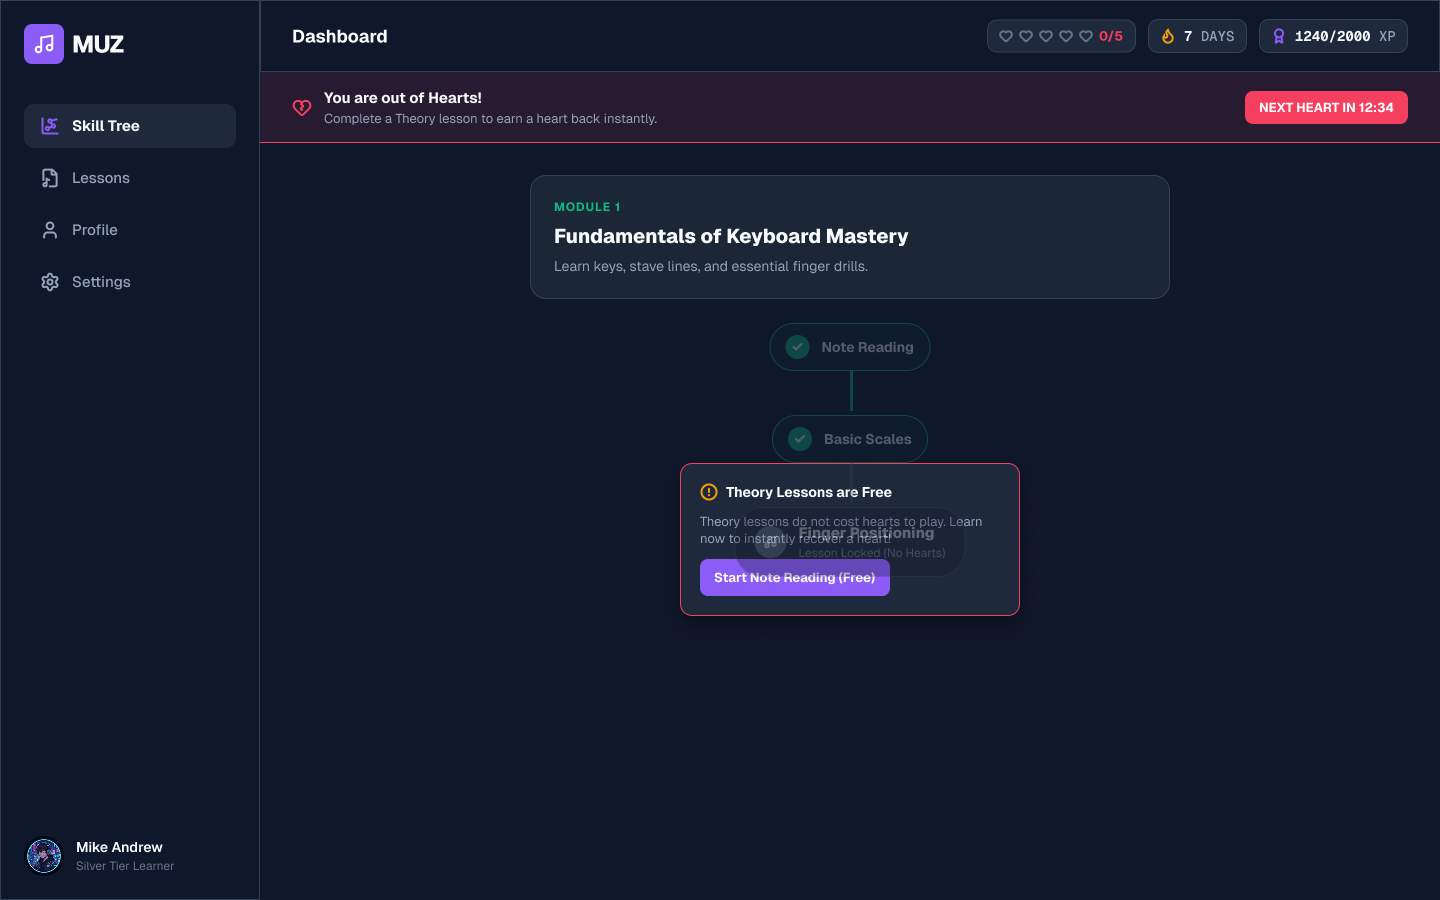 MUZ
Skill Tree
Lessons
Profile
Settings
Mike Andrew
Silver Tier Learner
Dashboard
0/5
7 DAYS
1240/2000 XP
You are out of Hearts!
Complete a Theory lesson to earn a heart back instantly.
NEXT HEART IN 12:34
MODULE 1
Fundamentals of Keyboard Mastery
Learn keys, stave lines, and essential finger drills.
Note Reading
Basic Scales
Theory Lessons are Free
Theory lessons do not cost hearts to play. Learn
now to instantly recover a heart!
Finger Positioning
Lesson Locked (No Hearts)
Start Note Reading (Free)